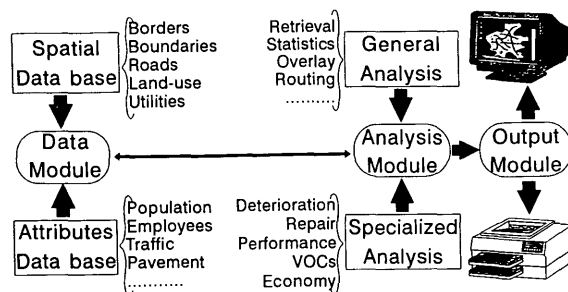 Spatial
Data base
Borders
Boundaries
Roads
Land-use
Utilities
Retrieval
Statistics
Overlay
Routing
.........
General
Analysis
Data
Module
Analysis
Module
Output
Module
Attributes
Data base
Population
Employees
Traffic
Pavement
............
Deterioration
Repair
Performance
VOCs
Economy
Specialized
Analysis